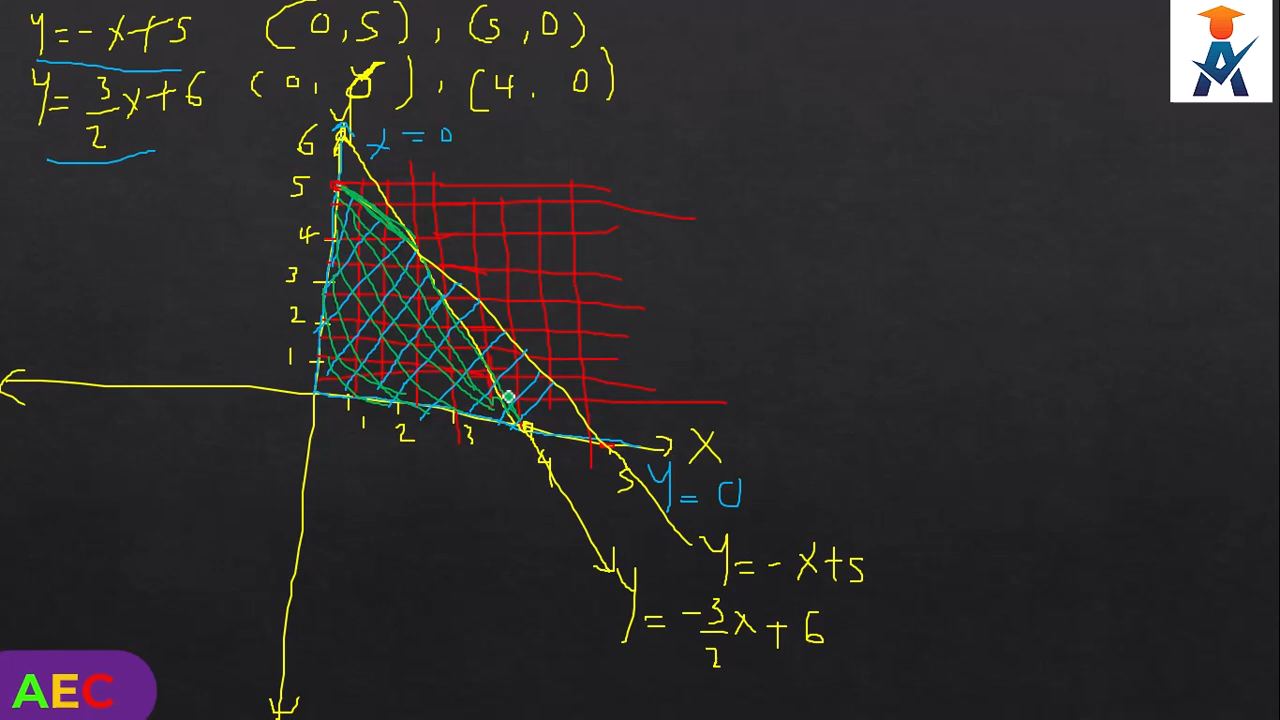 y = - x + 5 (0, 5), (5, 0)
y = 3/2 x + 6 (0, ), (4, 0)
6 x = 0
5
4
3
2
1
1 2 3 4 5 X
y = 0
y = - x + 5
y = -3/2 x + 6
AEC